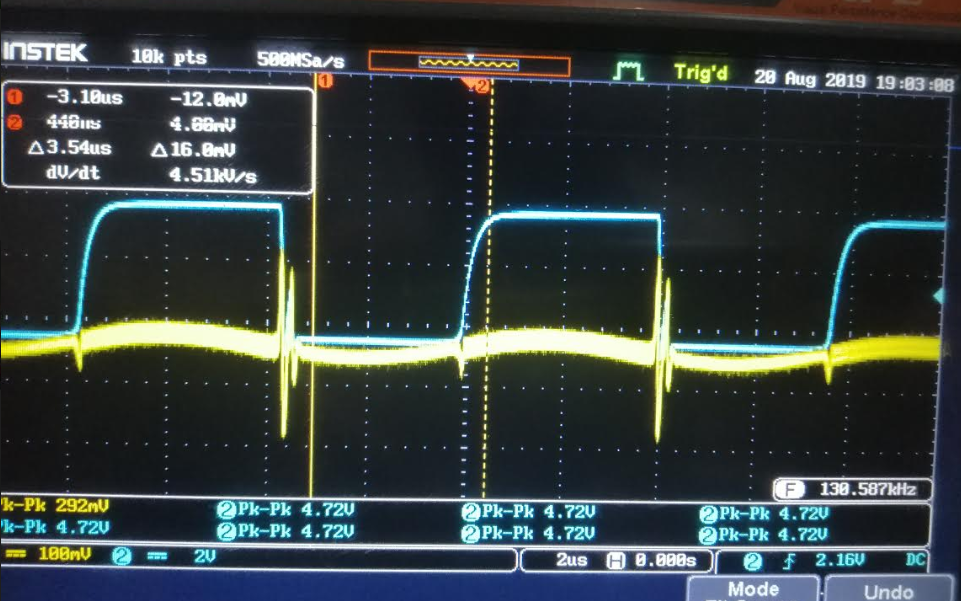 INSTEK 10k pts 500MSa/s Trig'd 20 Aug 2019 19:03:08
1 2
1 -3.10us -12.0mV
2 440ns 4.00mV
△3.54us △16.0mV
dV/dt 4.51kV/s
F 130.587kHz
k-Pk 292mV 2Pk-Pk 4.72V 2Pk-Pk 4.72V 2Pk-Pk 4.72V
k-Pk 4.72V 2Pk-Pk 4.72V 2Pk-Pk 4.72V 2Pk-Pk 4.72V
100mV 2 2V 2us H 0.000s 2 2.16V DC
Mode Undo